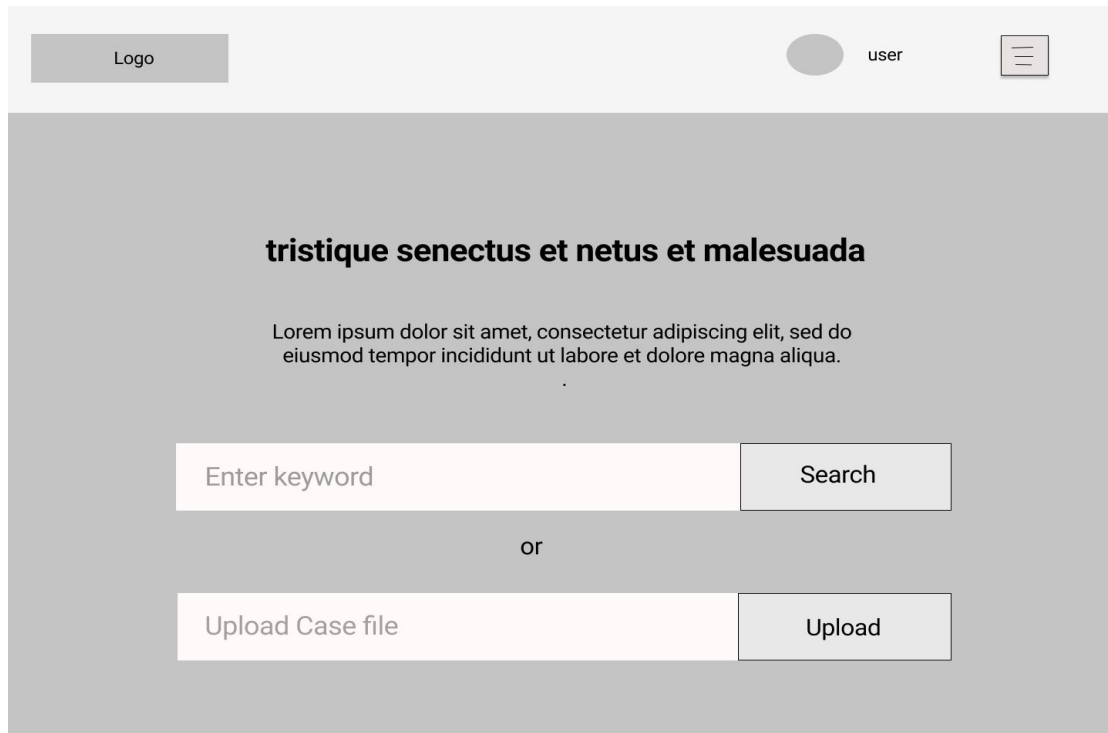 Logo
user
tristique senectus et netus et malesuada
Lorem ipsum dolor sit amet, consectetur adipiscing elit, sed do
eiusmod tempor incididunt ut labore et dolore magna aliqua.
.
Enter keyword
Search
or
Upload Case file
Upload